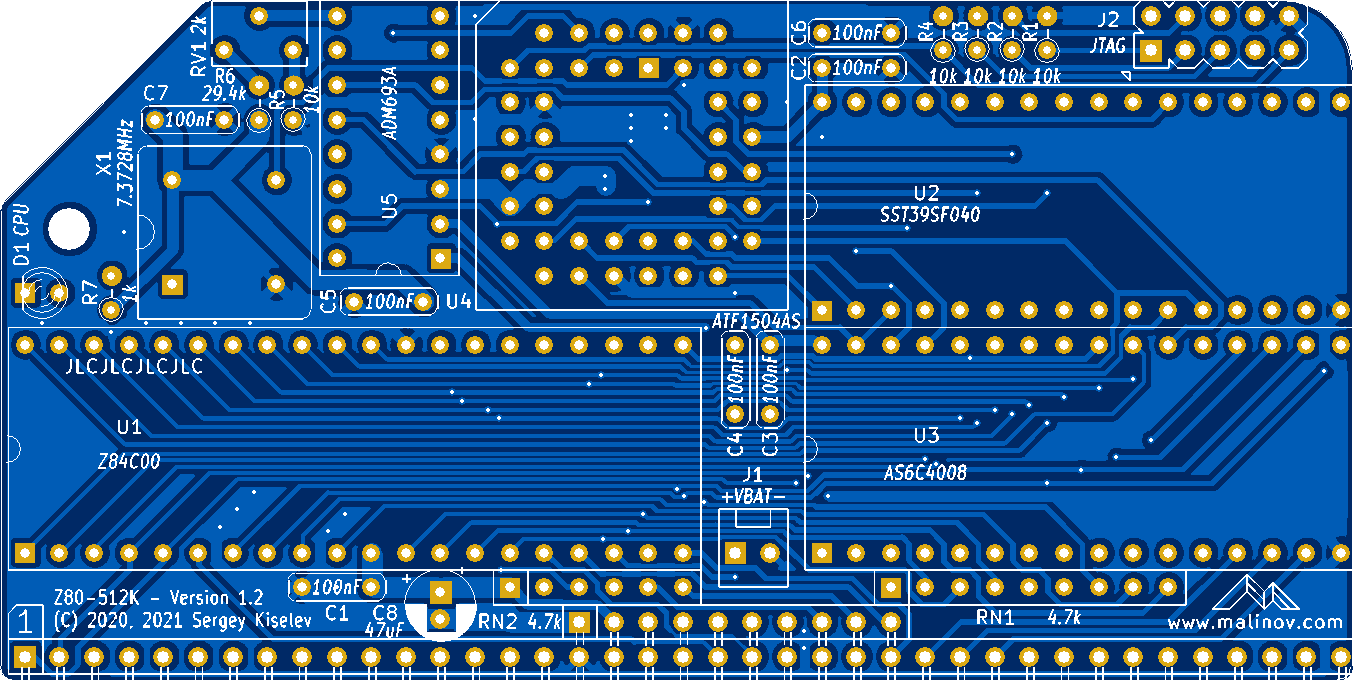 RV1 2k
R6
29.4k
R5
10k
C7
100nF
X1
7.3728MHz
D1 CPU
R7
1k
ADM693A
U5
C5
100nF
U4
ATF1504AS
C6
100nF
C2
100nF
R4
R3
R2
R1
10k 10k 10k 10k
J2
JTAG
U2
SST39SF040
JLCJLCJLCJLC
U1
Z84C00
100nF
C4
100nF
C3
U3
AS6C4008
J1
+VBAT-
100nF
C1
C8
47uF
+
RN2 4.7k
RN1 4.7k
Z80-512K - Version 1.2
(C) 2020, 2021 Sergey Kiselev
1
www.malinov.com